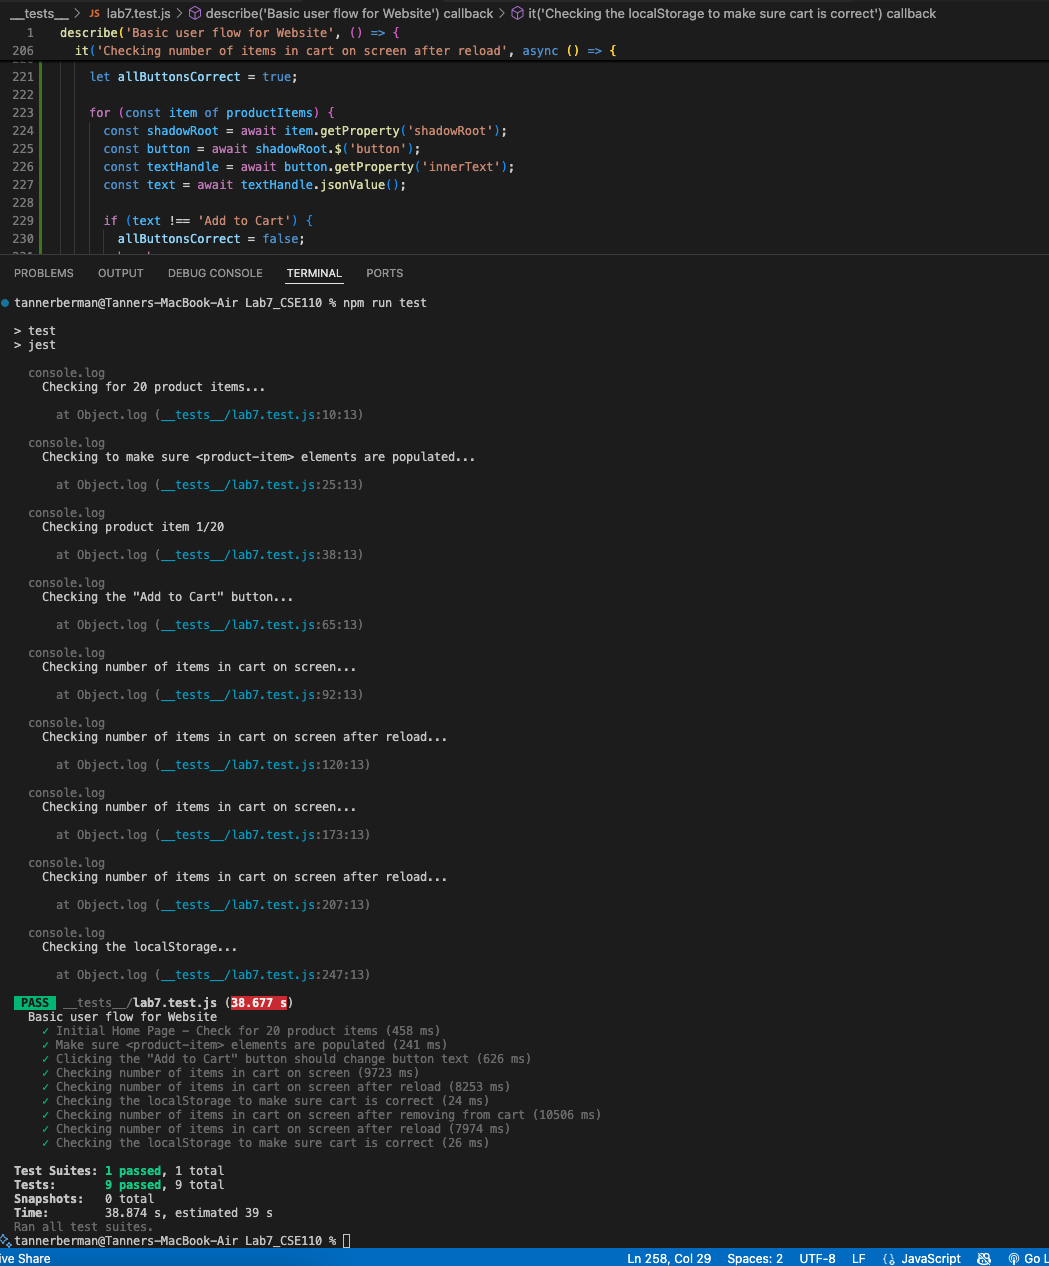 __tests__ > JS lab7.test.js > describe('Basic user flow for Website') callback > it('Checking the localStorage to make sure cart is correct') callback
1 describe('Basic user flow for Website', () => {
206 it('Checking number of items in cart on screen after reload', async () => {
221 let allButtonsCorrect = true;
222
223 for (const item of productItems) {
224 const shadowRoot = await item.getProperty('shadowRoot');
225 const button = await shadowRoot.$('button');
226 const textHandle = await button.getProperty('innerText');
227 const text = await textHandle.jsonValue();
228
229 if (text !== 'Add to Cart') {
230 allButtonsCorrect = false;
PROBLEMS OUTPUT DEBUG CONSOLE TERMINAL PORTS
tannerberman@Tanners-MacBook-Air Lab7_CSE110 % npm run test
> test
> jest
console.log
Checking for 20 product items...
at Object.log (__tests__/lab7.test.js:10:13)
console.log
Checking to make sure <product-item> elements are populated...
at Object.log (__tests__/lab7.test.js:25:13)
console.log
Checking product item 1/20
at Object.log (__tests__/lab7.test.js:38:13)
console.log
Checking the "Add to Cart" button...
at Object.log (__tests__/lab7.test.js:65:13)
console.log
Checking number of items in cart on screen...
at Object.log (__tests__/lab7.test.js:92:13)
console.log
Checking number of items in cart on screen after reload...
at Object.log (__tests__/lab7.test.js:120:13)
console.log
Checking number of items in cart on screen...
at Object.log (__tests__/lab7.test.js:173:13)
console.log
Checking number of items in cart on screen after reload...
at Object.log (__tests__/lab7.test.js:207:13)
console.log
Checking the localStorage...
at Object.log (__tests__/lab7.test.js:247:13)
PASS __tests__/lab7.test.js (38.677 s)
Basic user flow for Website
✓ Initial Home Page – Check for 20 product items (458 ms)
✓ Make sure <product-item> elements are populated (241 ms)
✓ Clicking the "Add to Cart" button should change button text (626 ms)
✓ Checking number of items in cart on screen (9723 ms)
✓ Checking number of items in cart on screen after reload (8253 ms)
✓ Checking the localStorage to make sure cart is correct (24 ms)
✓ Checking number of items in cart on screen after removing from cart (10506 ms)
✓ Checking number of items in cart on screen after reload (7974 ms)
✓ Checking the localStorage to make sure cart is correct (26 ms)
Test Suites: 1 passed, 1 total
Tests: 9 passed, 9 total
Snapshots: 0 total
Time: 38.874 s, estimated 39 s
Ran all test suites.
tannerberman@Tanners-MacBook-Air Lab7_CSE110 %
ive Share Ln 258, Col 29 Spaces: 2 UTF-8 LF {} JavaScript Go L